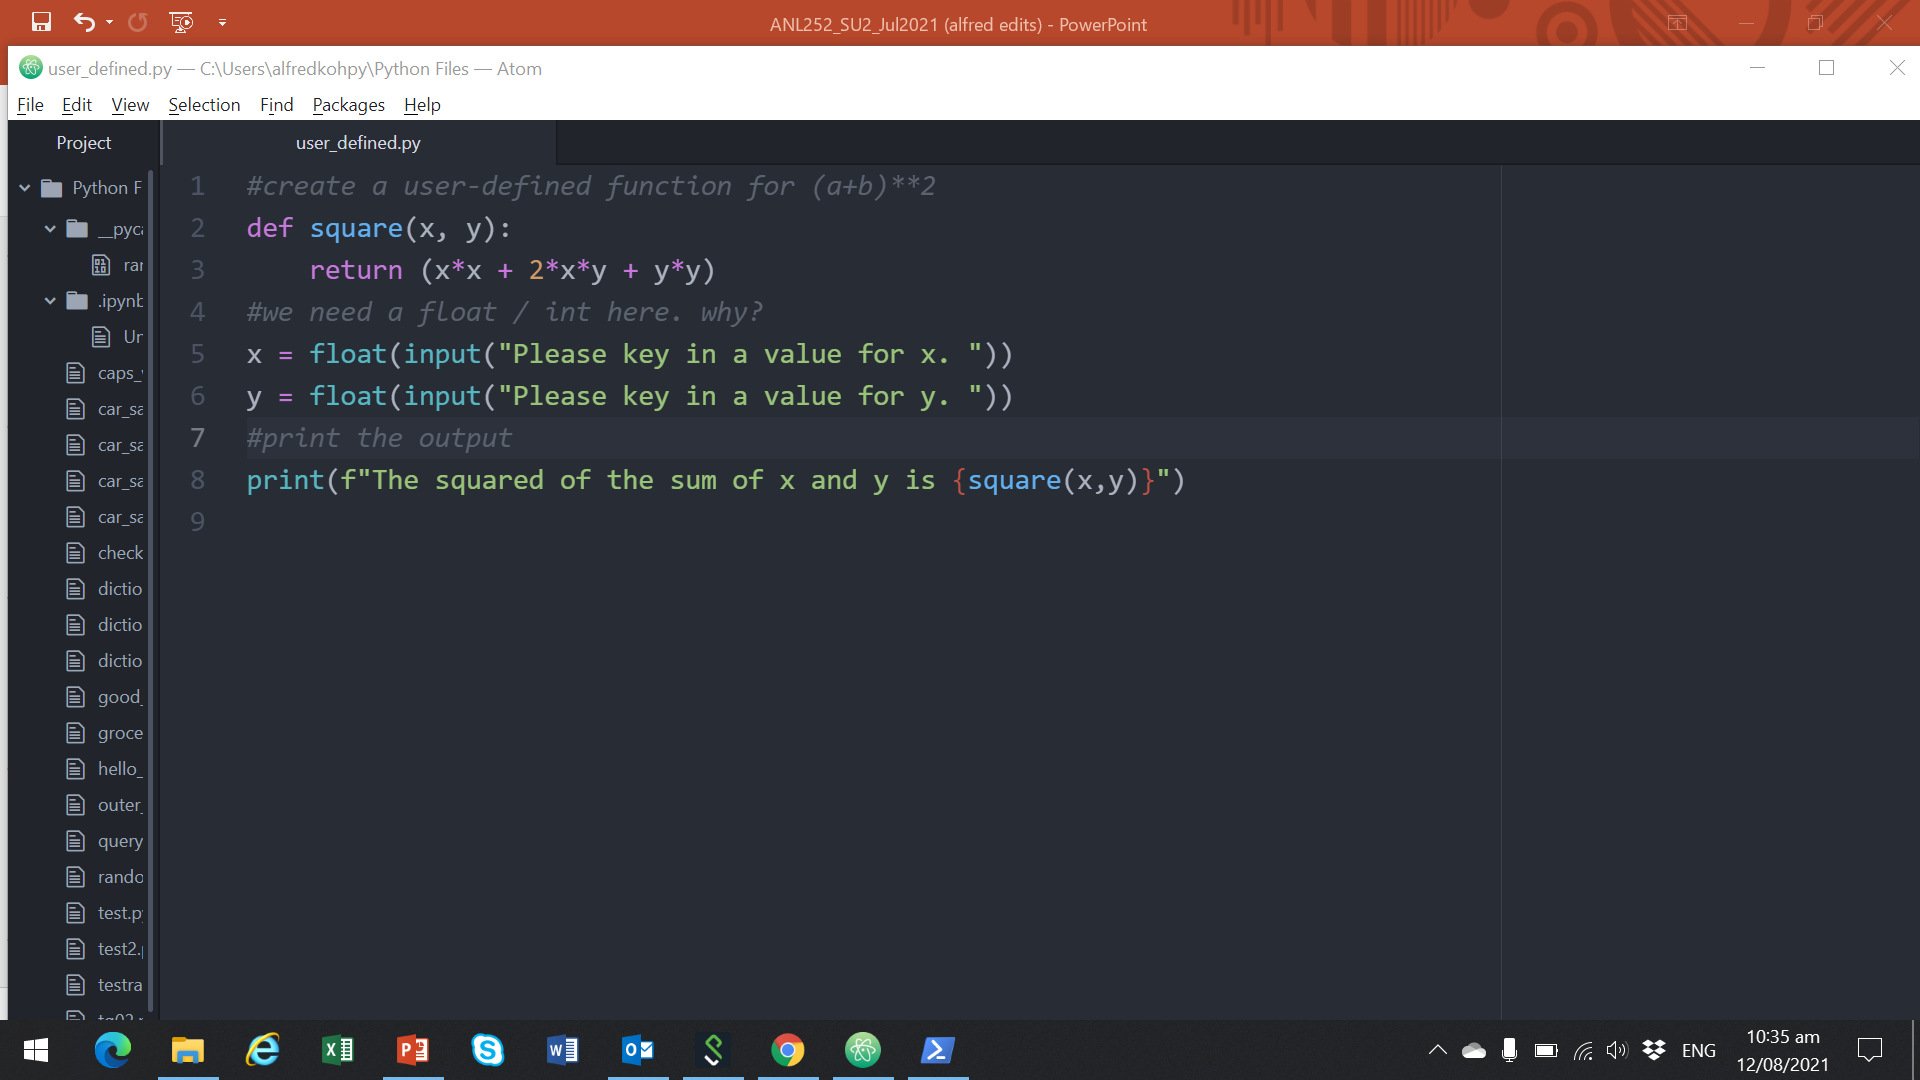 ANL252_SU2_Jul2021 (alfred edits) - PowerPoint
user_defined.py — C:\Users\alfredkohpy\Python Files — Atom
File Edit View Selection Find Packages Help
Project
user_defined.py
Python F
__pyca
rar
.ipynb
Ur
caps_
car_sa
car_sa
car_sa
car_sa
check
dictio
dictio
dictio
good_
groce
hello_
outer_
query
rando
test.py
test2.
testra
1 #create a user-defined function for (a+b)**2
2 def square(x, y):
3     return (x*x + 2*x*y + y*y)
4 #we need a float / int here. why?
5 x = float(input("Please key in a value for x. "))
6 y = float(input("Please key in a value for y. "))
7 #print the output
8 print(f"The squared of the sum of x and y is {square(x,y)}")
9
ENG
10:35 am
12/08/2021